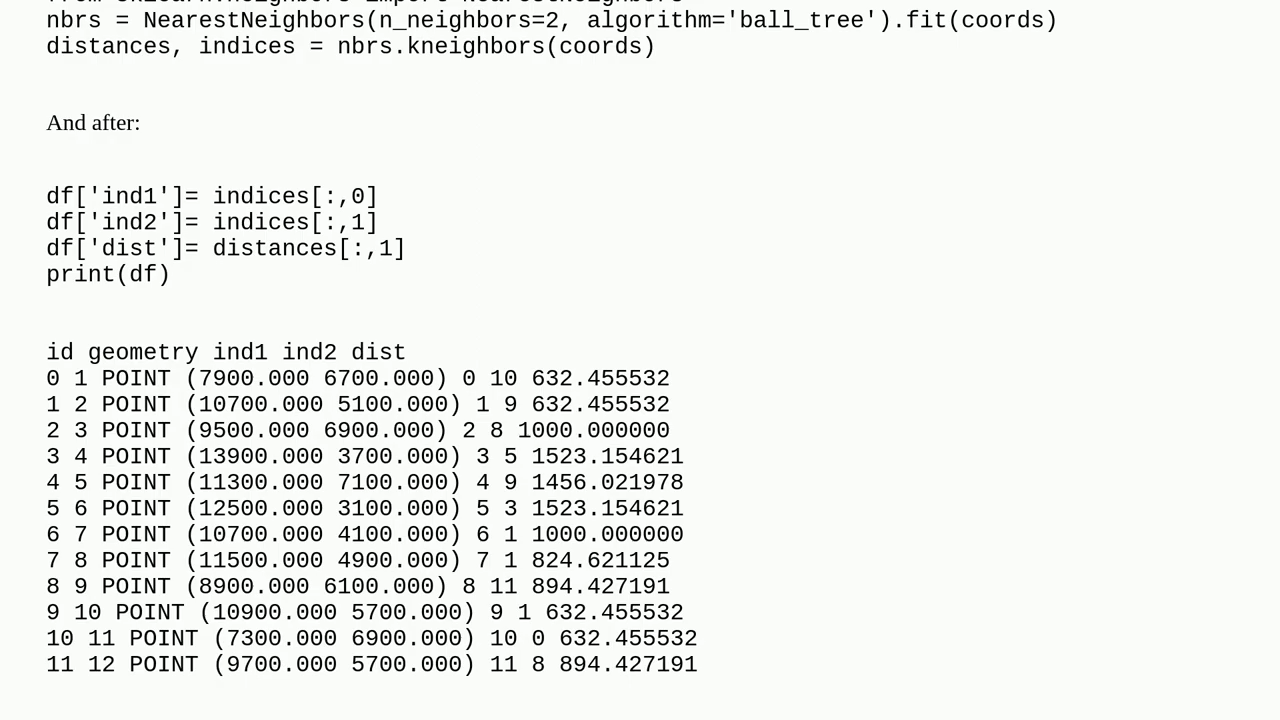 nbrs = NearestNeighbors(n_neighbors=2, algorithm='ball_tree').fit(coords)
distances, indices = nbrs.kneighbors(coords)
And after:
df['ind1']= indices[:,0]
df['ind2']= indices[:,1]
df['dist']= distances[:,1]
print(df)
id geometry ind1 ind2 dist
0 1 POINT (7900.000 6700.000) 0 10 632.455532
1 2 POINT (10700.000 5100.000) 1 9 632.455532
2 3 POINT (9500.000 6900.000) 2 8 1000.000000
3 4 POINT (13900.000 3700.000) 3 5 1523.154621
4 5 POINT (11300.000 7100.000) 4 9 1456.021978
5 6 POINT (12500.000 3100.000) 5 3 1523.154621
6 7 POINT (10700.000 4100.000) 6 1 1000.000000
7 8 POINT (11500.000 4900.000) 7 1 824.621125
8 9 POINT (8900.000 6100.000) 8 11 894.427191
9 10 POINT (10900.000 5700.000) 9 1 632.455532
10 11 POINT (7300.000 6900.000) 10 0 632.455532
11 12 POINT (9700.000 5700.000) 11 8 894.427191